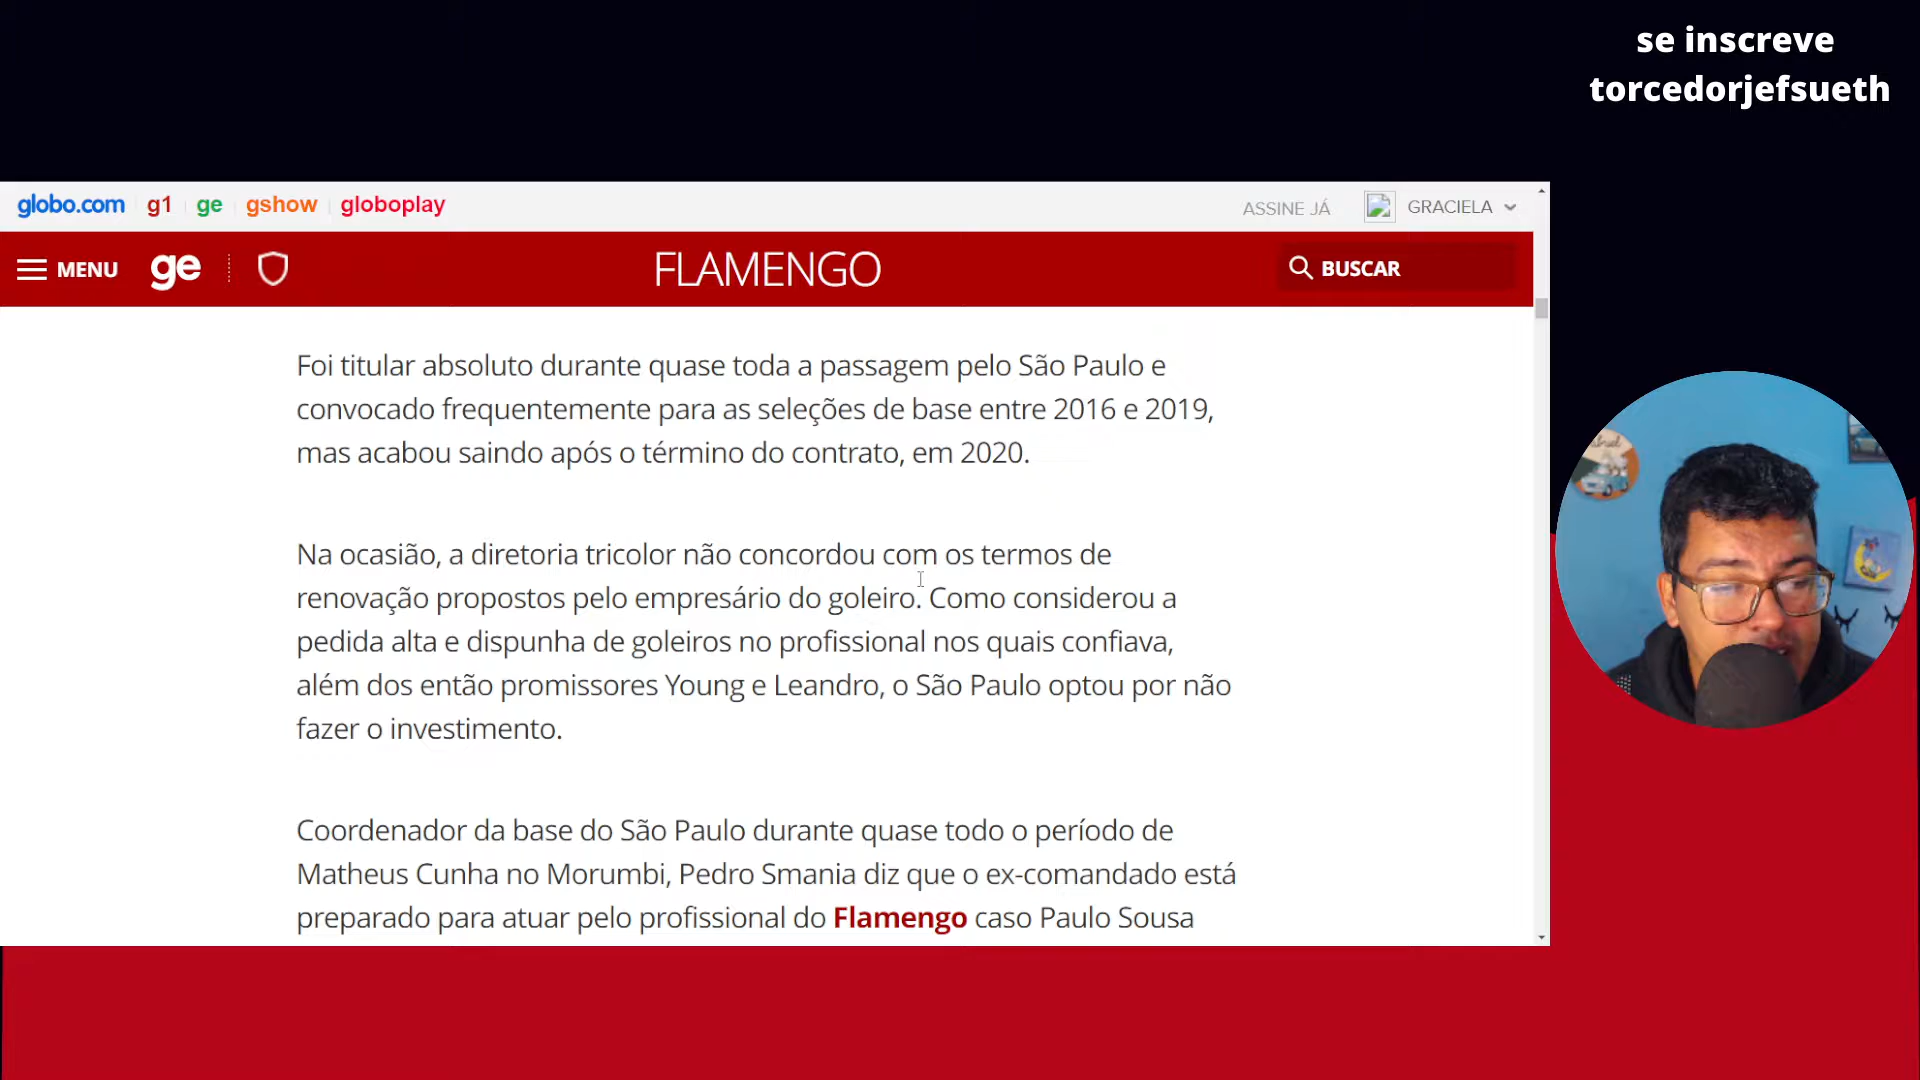 se inscreve
torcedorjefsueth
globo.com g1 ge gshow globoplay ASSINE JÁ GRACIELA
MENU ge FLAMENGO BUSCAR
Foi titular absoluto durante quase toda a passagem pelo São Paulo e
convocado frequentemente para as seleções de base entre 2016 e 2019,
mas acabou saindo após o término do contrato, em 2020.
Na ocasião, a diretoria tricolor não concordou com os termos de
renovação propostos pelo empresário do goleiro. Como considerou a
pedida alta e dispunha de goleiros no profissional nos quais confiava,
além dos então promissores Young e Leandro, o São Paulo optou por não
fazer o investimento.
Coordenador da base do São Paulo durante quase todo o período de
Matheus Cunha no Morumbi, Pedro Smania diz que o ex-comandado está
preparado para atuar pelo profissional do Flamengo caso Paulo Sousa